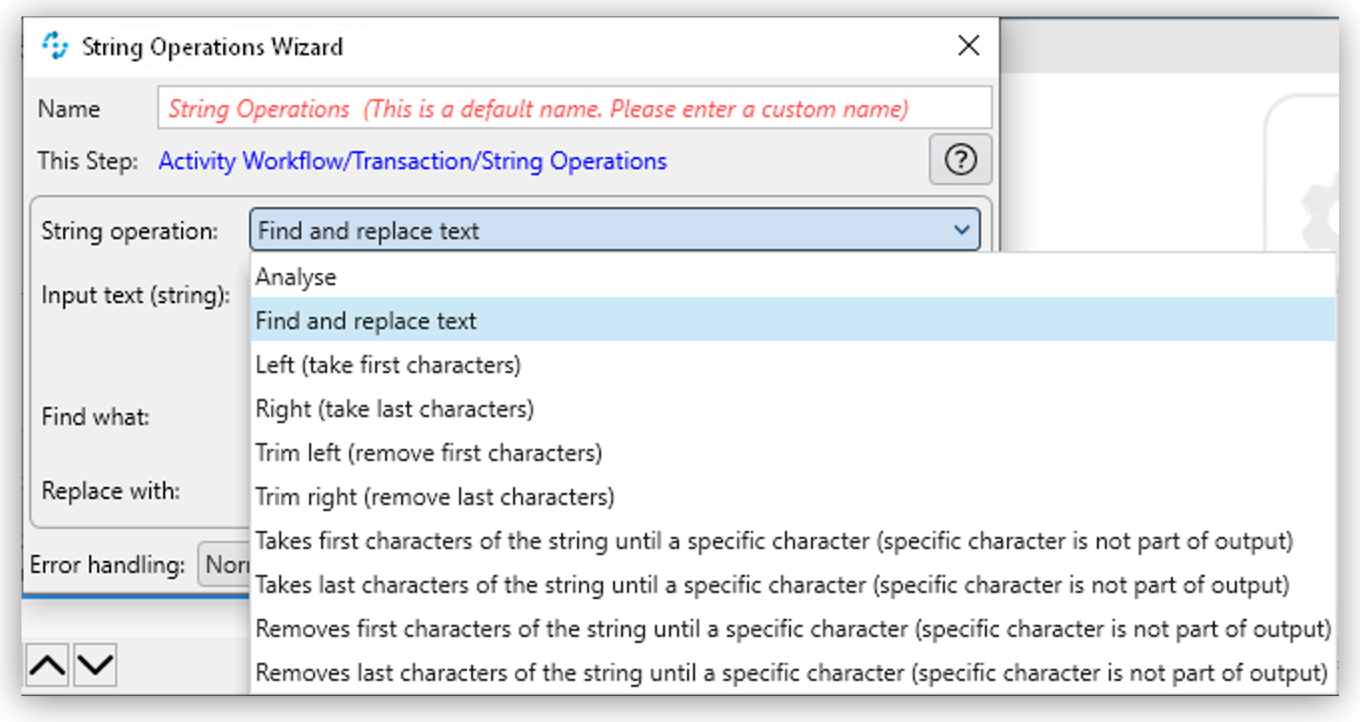 String Operations Wizard
Name
String Operations (This is a default name. Please enter a custom name)
This Step: Activity Workflow/Transaction/String Operations
String operation: Find and replace text
Analyse
Input text (string):
Find and replace text
Left (take first characters)
Right (take last characters)
Find what:
Trim left (remove first characters)
Replace with:
Trim right (remove last characters)
Takes first characters of the string until a specific character (specific character is not part of output)
Error handling:
Takes last characters of the string until a specific character (specific character is not part of output)
Removes first characters of the string until a specific character (specific character is not part of output)
Removes last characters of the string until a specific character (specific character is not part of output)